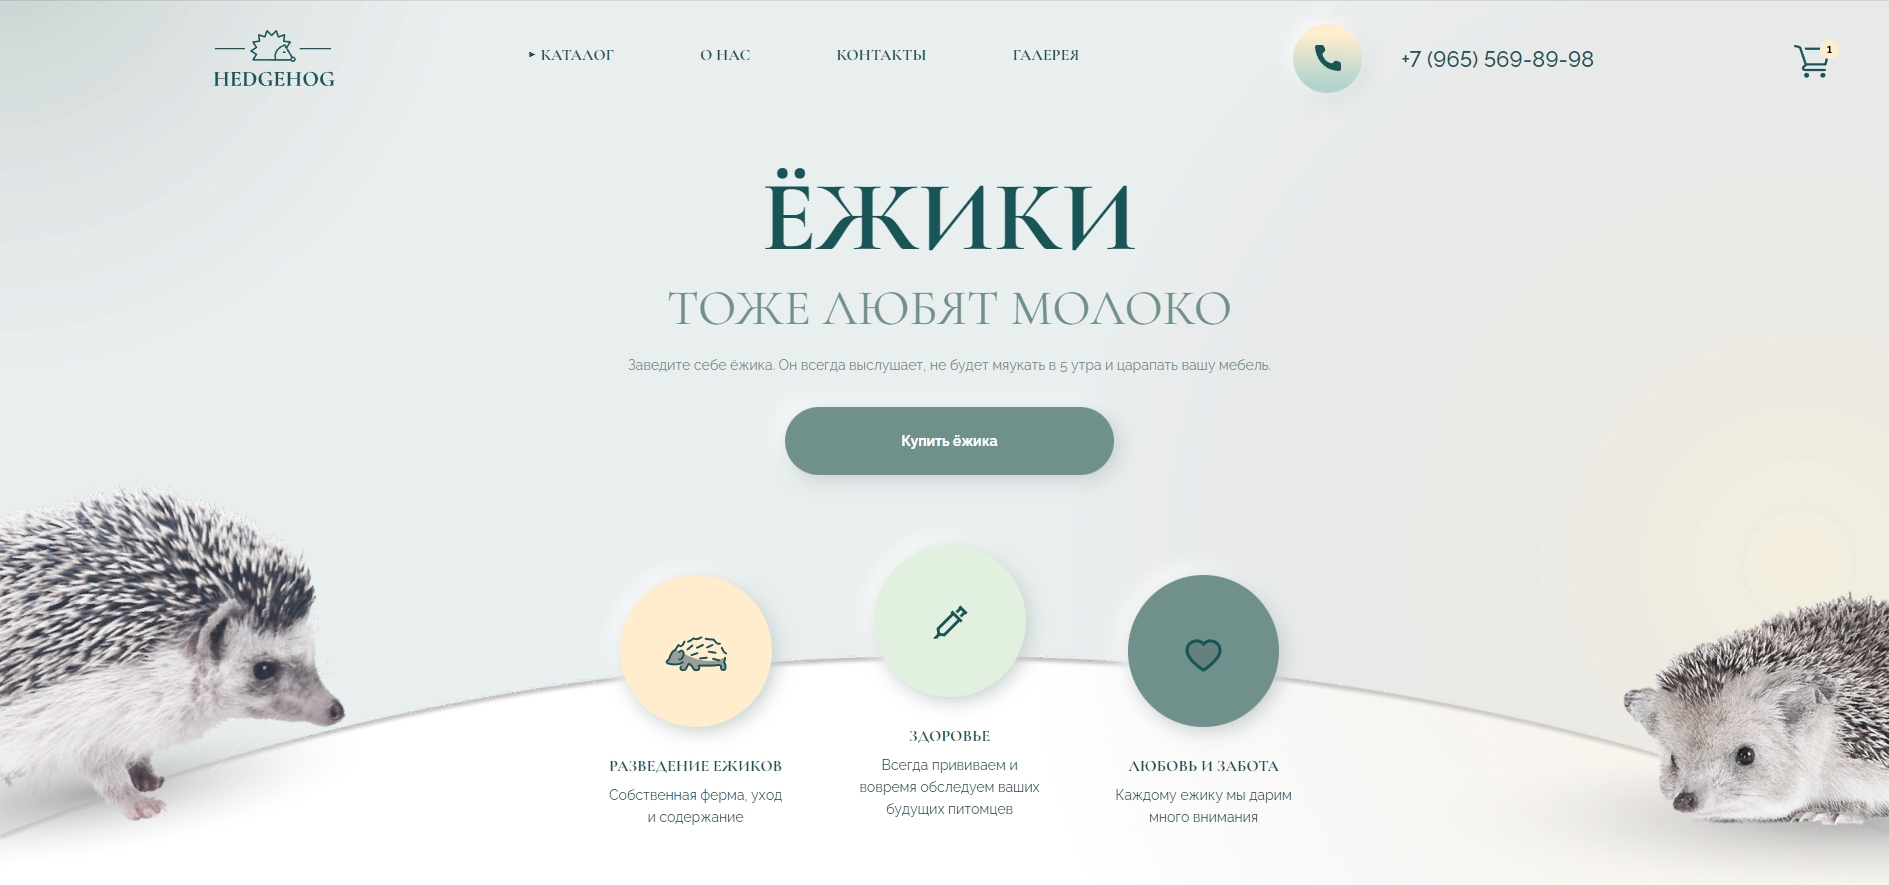 HEDGEHOG
КАТАЛОГ
О НАС
КОНТАКТЫ
ГАЛЕРЕЯ
+7 (965) 569-89-98
1
ЁЖИКИ
ТОЖЕ ЛЮБЯТ МОЛОКО
Заведите себе ёжика. Он всегда выслушает, не будет мяукать в 5 утра и царапать вашу мебель.
Купить ёжика
РАЗВЕДЕНИЕ ЕЖИКОВ
Собственная ферма, уход
и содержание
ЗДОРОВЬЕ
Всегда прививаем и
вовремя обследуем ваших
будущих питомцев
ЛЮБОВЬ И ЗАБОТА
Каждому ежику мы дарим
много внимания